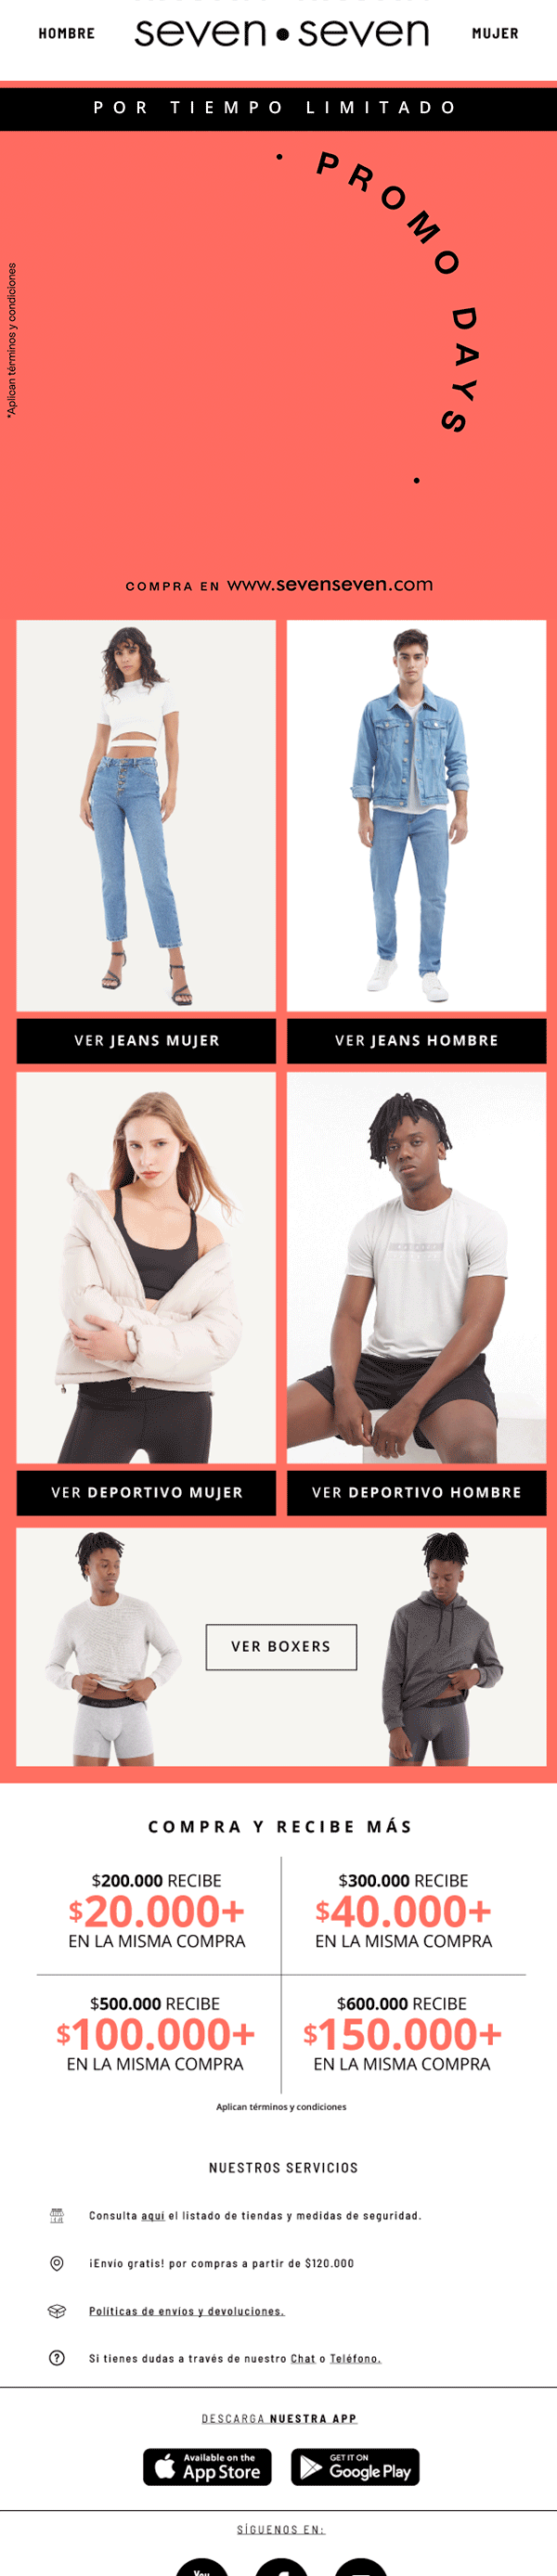 HOMBRE
seven•seven
MUJER
POR TIEMPO LIMITADO
• PROMO DAYS •
*Aplican términos y condiciones
COMPRA EN www.sevenseven.com
VER JEANS MUJER
VER JEANS HOMBRE
VER DEPORTIVO MUJER
VER DEPORTIVO HOMBRE
VER BOXERS
COMPRA Y RECIBE MÁS
$200.000 RECIBE
$20.000+
EN LA MISMA COMPRA
$300.000 RECIBE
$40.000+
EN LA MISMA COMPRA
$500.000 RECIBE
$100.000+
EN LA MISMA COMPRA
$600.000 RECIBE
$150.000+
EN LA MISMA COMPRA
Aplican términos y condiciones
NUESTROS SERVICIOS
Consulta aquí el listado de tiendas y medidas de seguridad.
¡Envío gratis! por compras a partir de $120.000
Políticas de envíos y devoluciones.
Si tienes dudas a través de nuestro Chat o Teléfono.
DESCARGA NUESTRA APP
Available on the
App Store
GET IT ON
Google Play
SÍGUENOS EN:
You